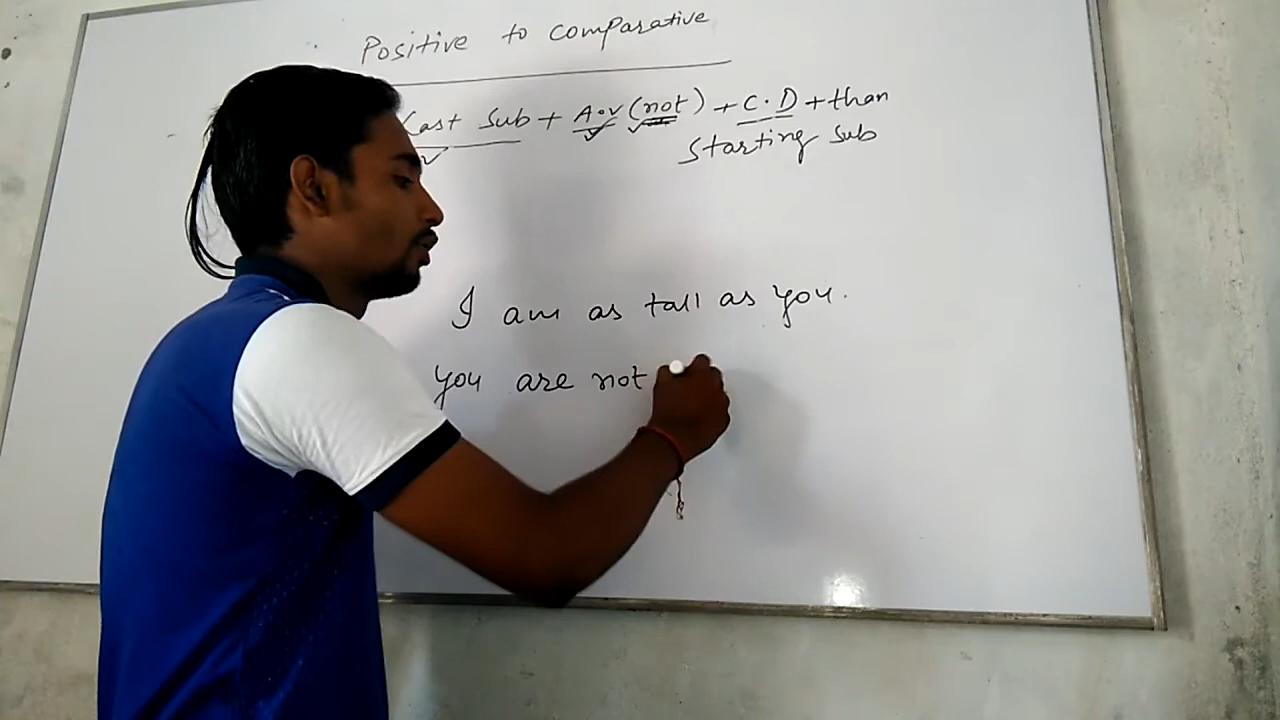 Positive to comparative
Last Sub + A.v (not) + C.D + than
Starting Sub
I am as tall as you.
you are not